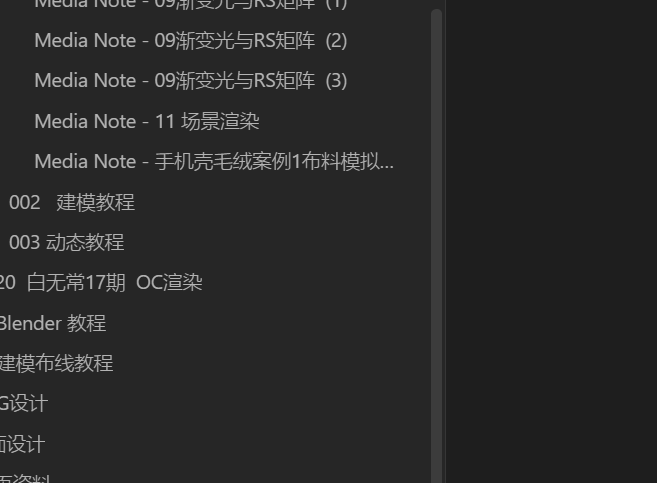 Media Note - 09渐变光与RS矩阵 (1)
Media Note - 09渐变光与RS矩阵 (2)
Media Note - 09渐变光与RS矩阵 (3)
Media Note - 11 场景渲染
Media Note - 手机壳毛绒案例1布料模拟...
002 建模教程
003 动态教程
20 白无常17期 OC渲染
Blender 教程
建模布线教程
G设计
面设计
资料